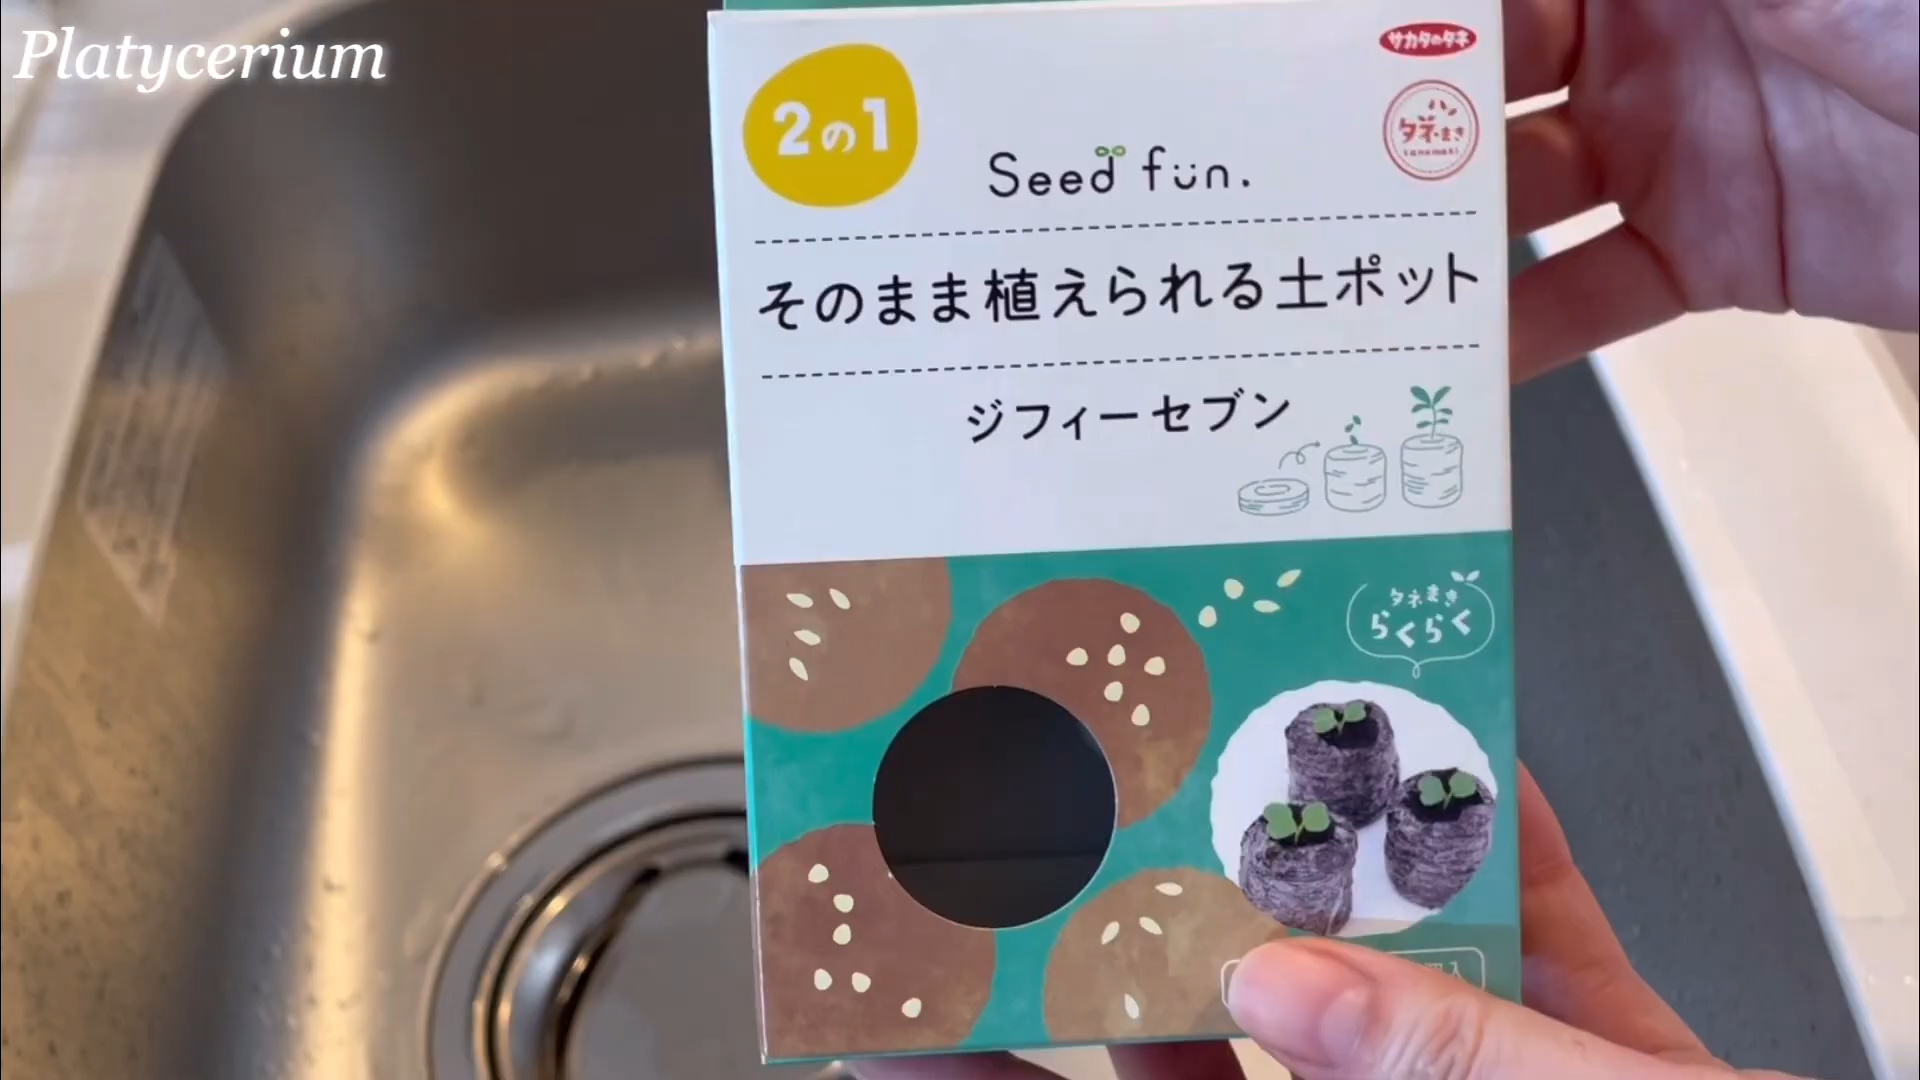 Platycerium
サカタのタネ
2の1
タネ・まき
tanemaki
Seed fun.
そのまま植えられる土ポット
ジフィーセブン
タネまき
らくらく